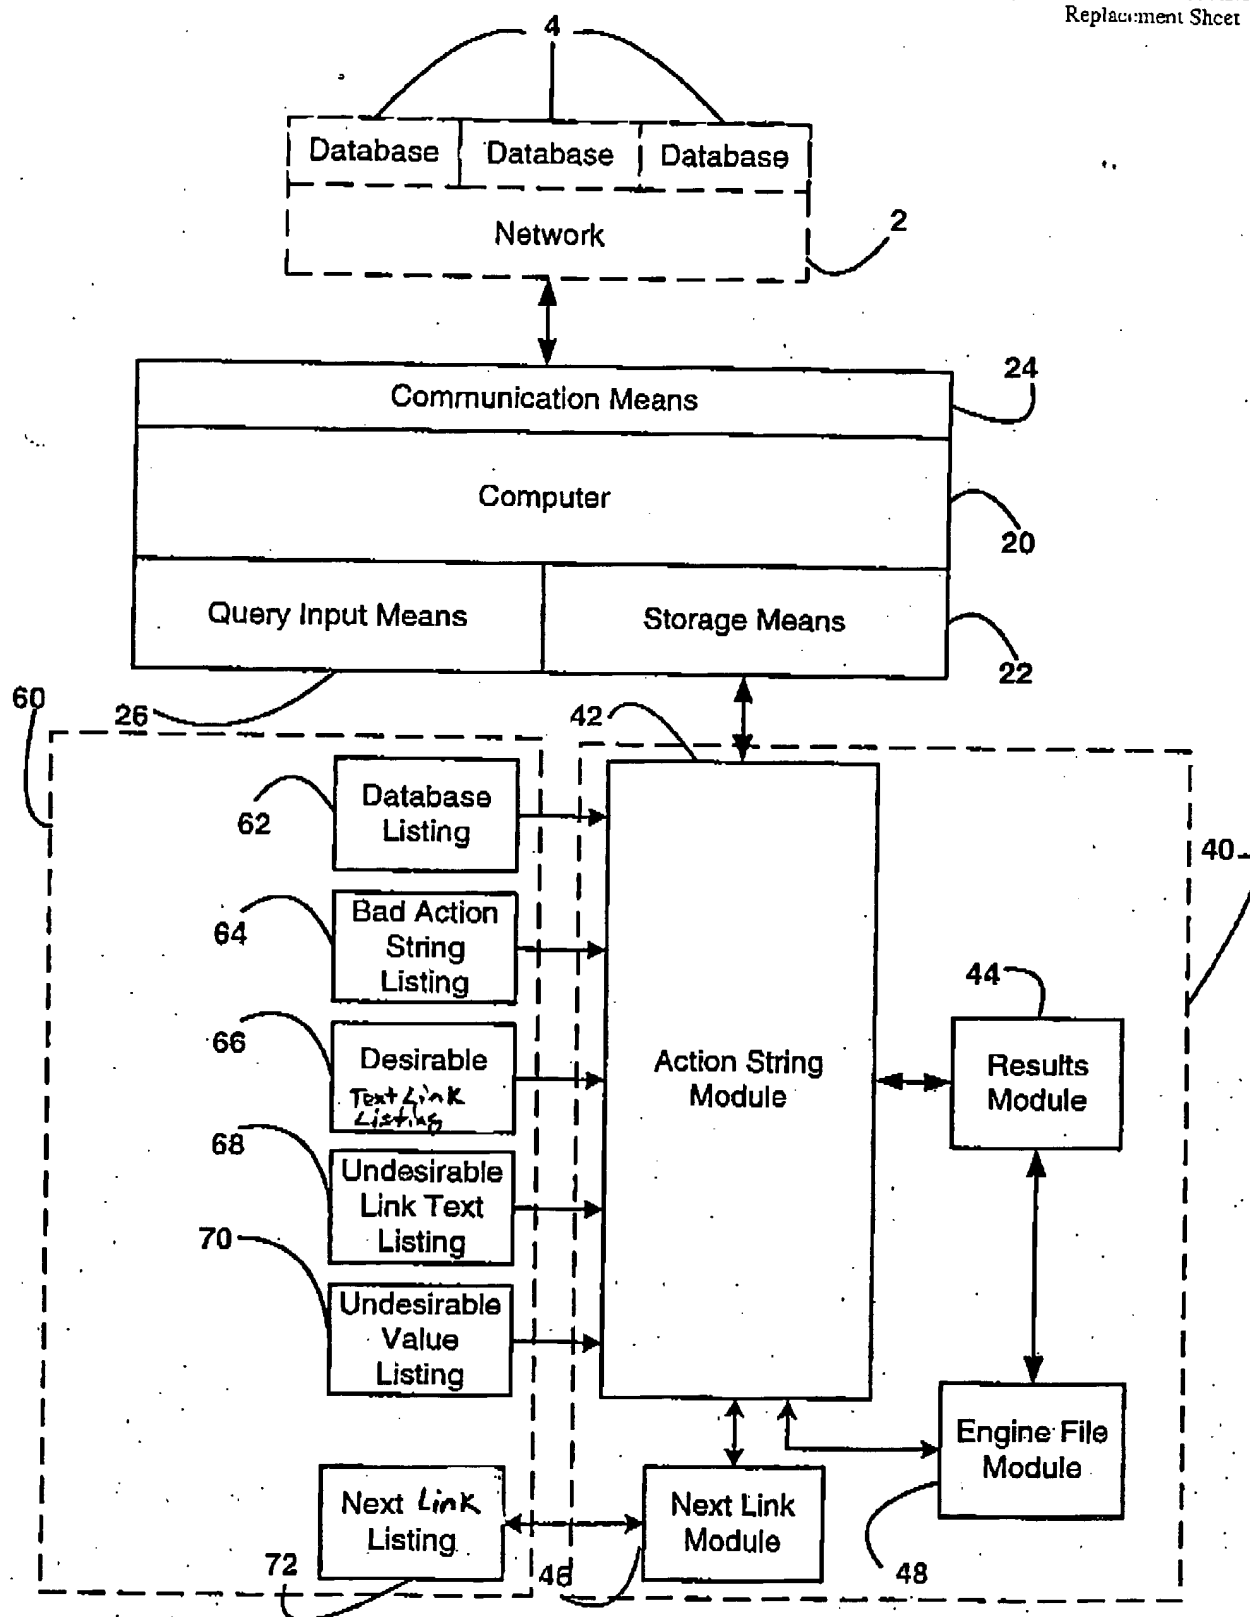 Replacement Sheet
4
Database Database Database
Network
2
Communication Means
24
Computer
20
Query Input Means
Storage Means
22
60
26
42
Database
Listing
62
40
Bad Action
String
Listing
64
44
Desirable
Text Link
Listing
66
Action String
Module
Results
Module
68
Undesirable
Link Text
Listing
70
Undesirable
Value
Listing
Engine File
Module
Next Link
Listing
Next Link
Module
72
46
48